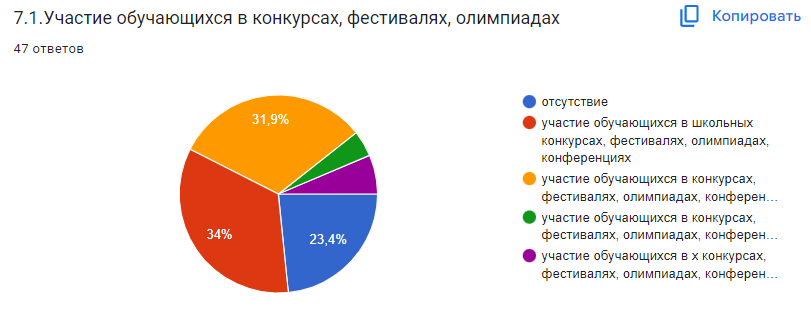 7.1.Участие обучающихся в конкурсах, фестивалях, олимпиадах
Копировать
47 ответов
31,9%
34%
23,4%
отсутствие
участие обучающихся в школьных
конкурсах, фестивалях, олимпиадах,
конференциях
участие обучающихся в конкурсах,
фестивалях, олимпиадах, конферен…
участие обучающихся в конкурсах,
фестивалях, олимпиадах, конферен…
участие обучающихся в х конкурсах,
фестивалях, олимпиадах, конферен…